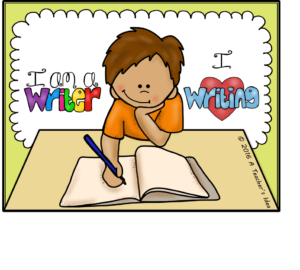 I am a
writer
I
writing
© 2016 A Teacher's Idea